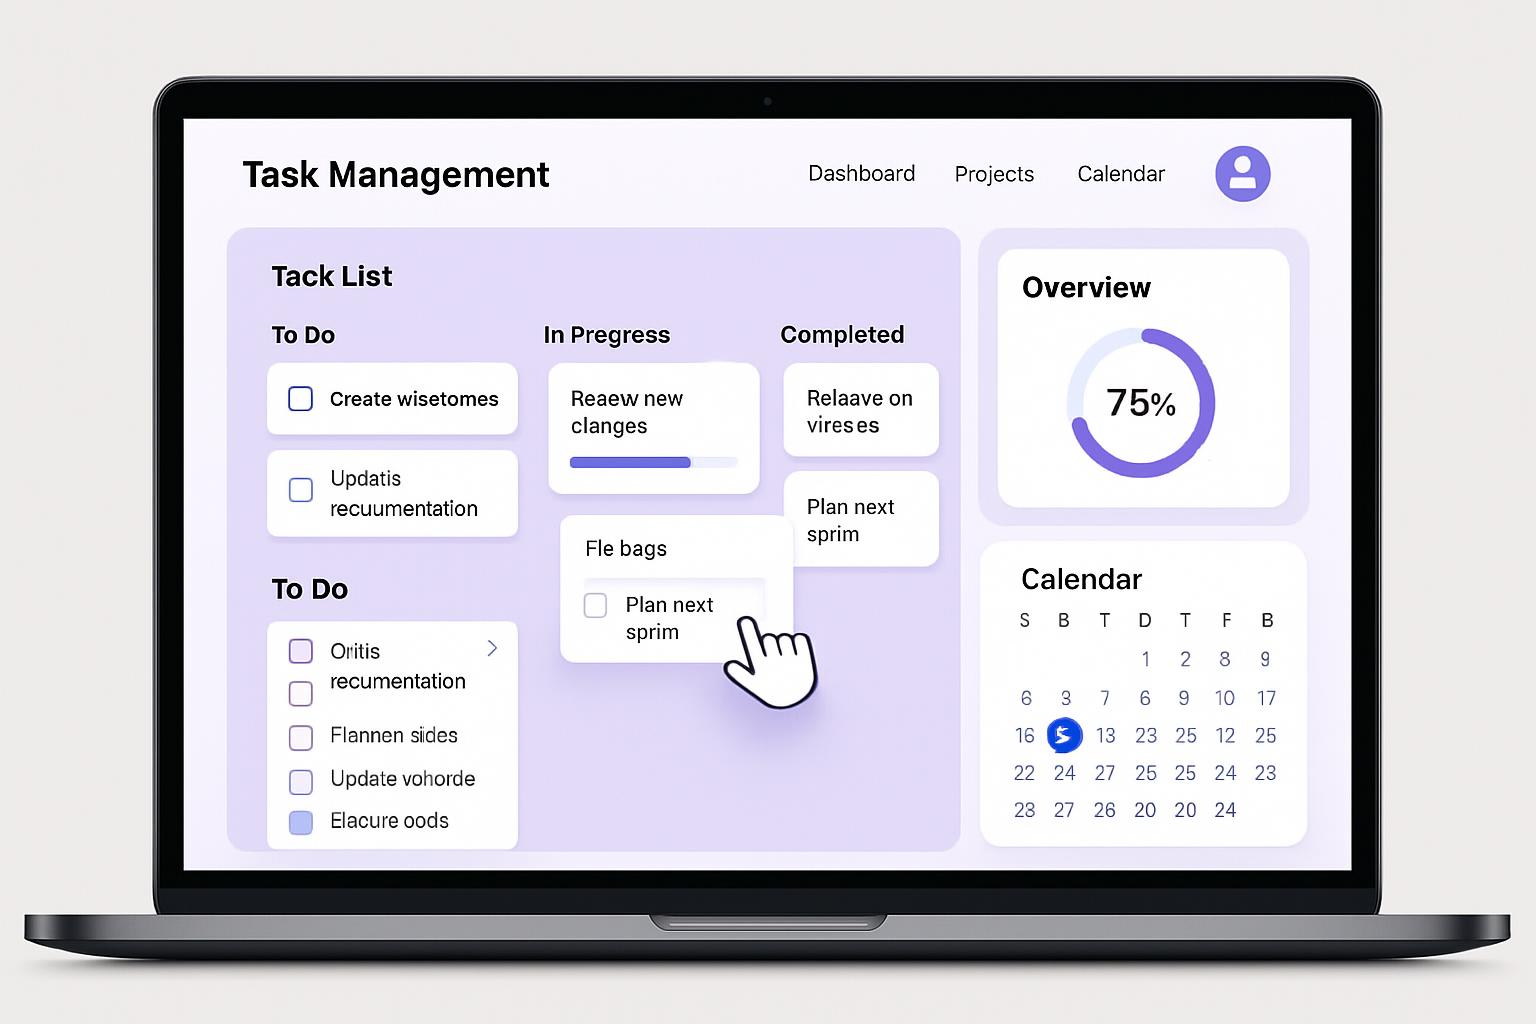 Task Management
Dashboard Projects Calendar
Tack List
To Do
Create wisetomes
Updatis
recuumentation
In Pregress
Reaew new
clanges
Fle bags
Plan next
sprim
Completed
Relaave on
vireses
Plan next
sprim
To Do
Oritis
recumentation
Flannen sides
Update vohorde
Elacure oods
Overview
75%
Calendar
S B T D T F B
1 2 8 9
6 3 7 6 9 10 17
16 5 13 23 25 12 25
22 24 27 25 25 24 23
23 27 26 20 20 24